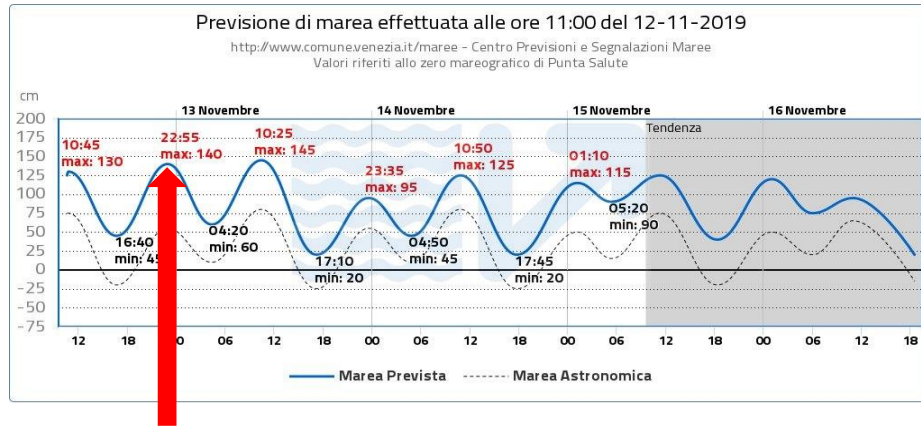 Previsione di marea effettuata alle ore 11:00 del 12-11-2019
http://www.comune.venezia.it/maree - Centro Previsioni e Segnalazioni Maree
Valori riferiti allo zero mareografico di Punta Salute
cm
13 Novembre
14 Novembre
15 Novembre
16 Novembre
200
175
150
125
100
75
50
25
0
-25
-50
-75
Tendenza
10:45
max: 130
22:55
max: 140
10:25
max: 145
23:35
max: 95
10:50
max: 125
01:10
max: 115
16:40
min: 45
04:20
min: 60
17:10
min: 20
04:50
min: 45
17:45
min: 20
05:20
min: 90
12 18 00 06 12 18 00 06 12 18 00 06 12 18 00 06 12 18
Marea Prevista Marea Astronomica